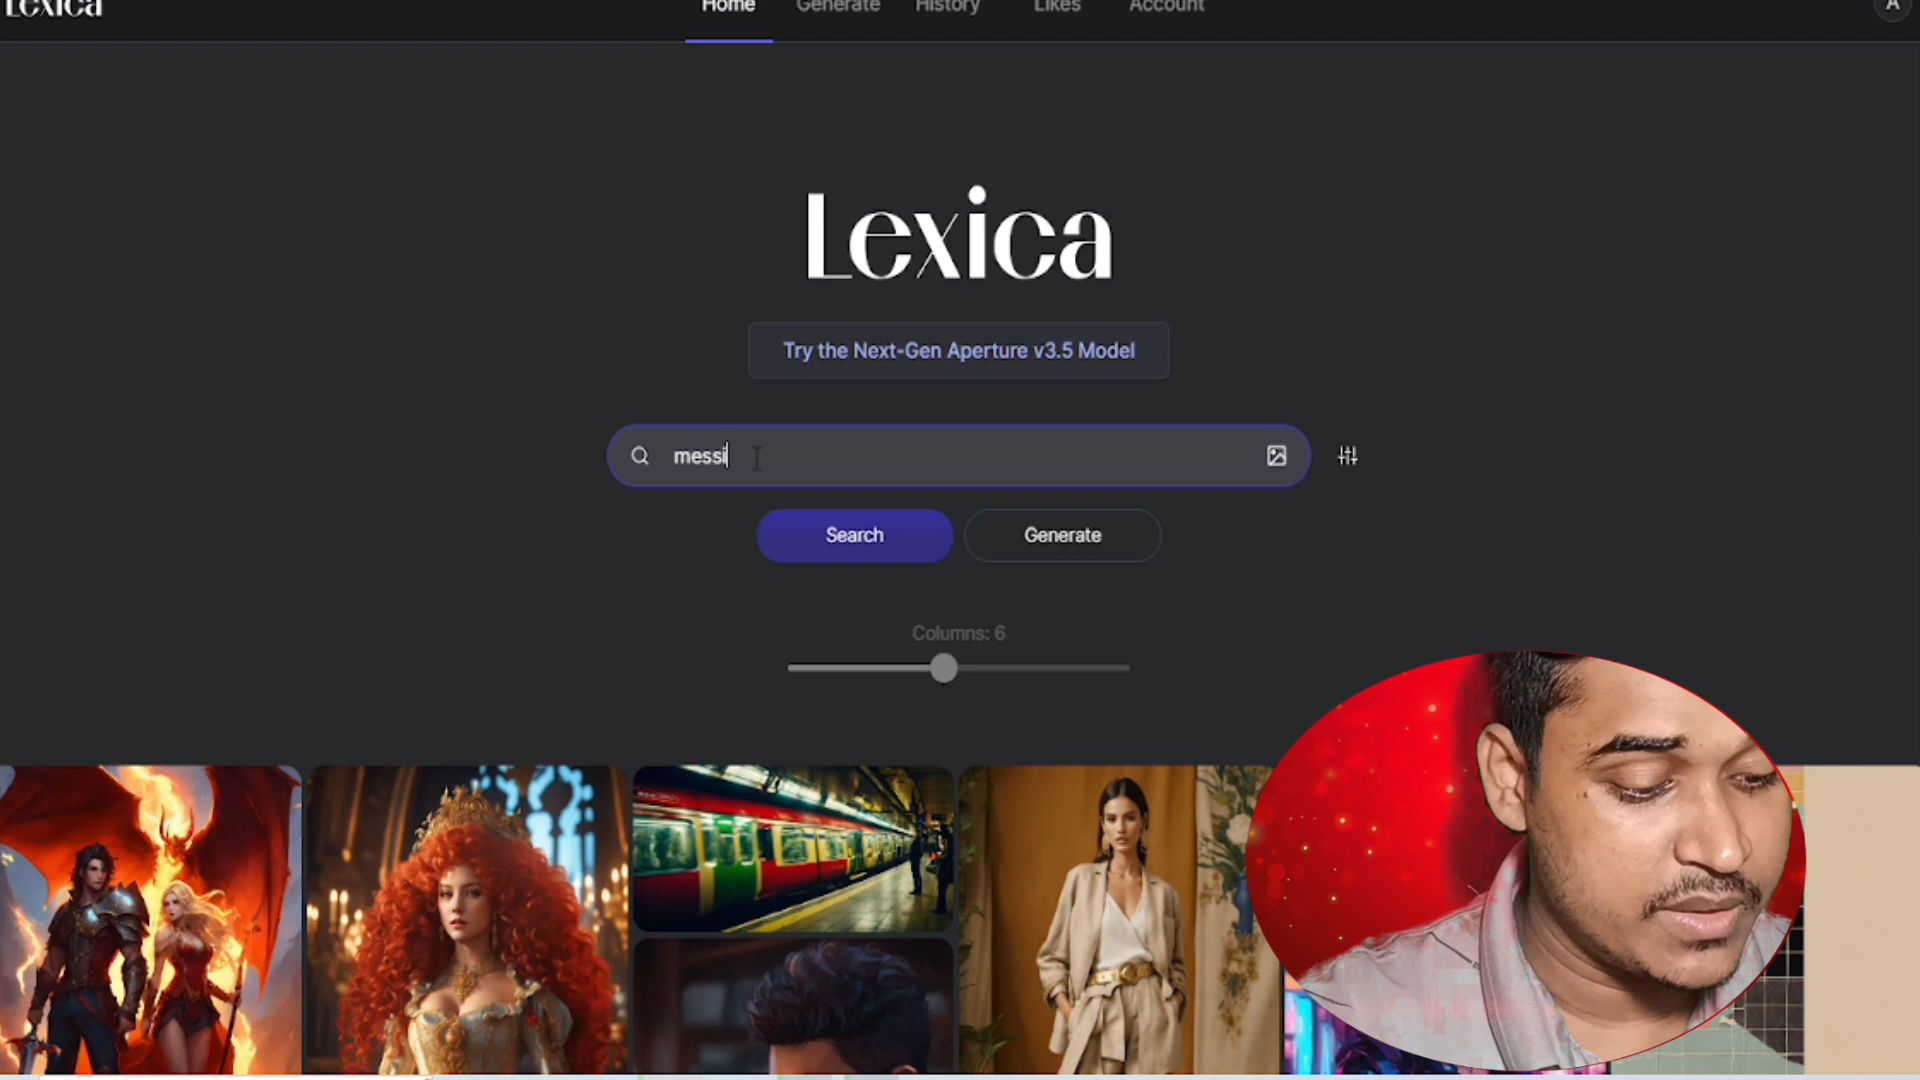 Lexica
Home Generate History Likes Account
A
Lexica
Try the Next-Gen Aperture v3.5 Model
messi
Search Generate
Columns: 6